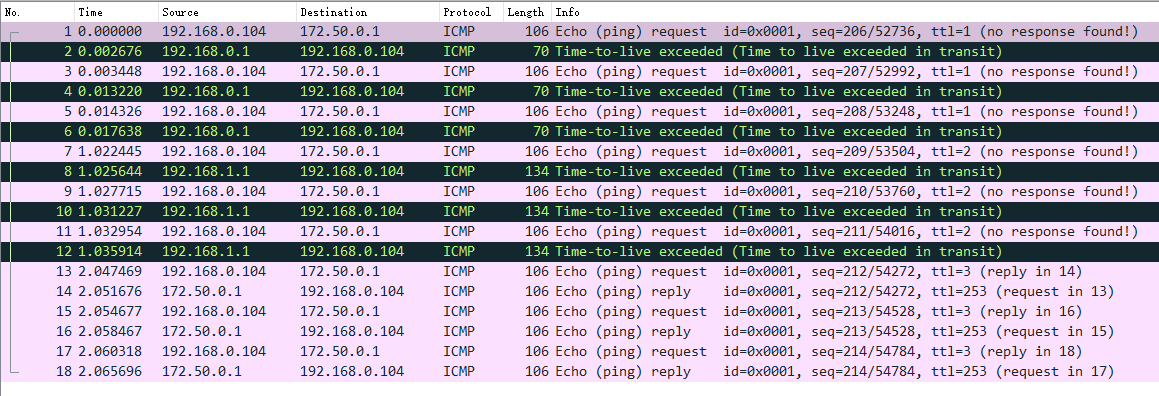 No. Time Source Destination Protocol Length Info
1 0.000000 192.168.0.104 172.50.0.1 ICMP 106 Echo (ping) request id=0x0001, seq=206/52736, ttl=1 (no response found!)
2 0.002676 192.168.0.1 192.168.0.104 ICMP 70 Time-to-live exceeded (Time to live exceeded in transit)
3 0.003448 192.168.0.104 172.50.0.1 ICMP 106 Echo (ping) request id=0x0001, seq=207/52992, ttl=1 (no response found!)
4 0.013220 192.168.0.1 192.168.0.104 ICMP 70 Time-to-live exceeded (Time to live exceeded in transit)
5 0.014326 192.168.0.104 172.50.0.1 ICMP 106 Echo (ping) request id=0x0001, seq=208/53248, ttl=1 (no response found!)
6 0.017638 192.168.0.1 192.168.0.104 ICMP 70 Time-to-live exceeded (Time to live exceeded in transit)
7 1.022445 192.168.0.104 172.50.0.1 ICMP 106 Echo (ping) request id=0x0001, seq=209/53504, ttl=2 (no response found!)
8 1.025644 192.168.1.1 192.168.0.104 ICMP 134 Time-to-live exceeded (Time to live exceeded in transit)
9 1.027715 192.168.0.104 172.50.0.1 ICMP 106 Echo (ping) request id=0x0001, seq=210/53760, ttl=2 (no response found!)
10 1.031227 192.168.1.1 192.168.0.104 ICMP 134 Time-to-live exceeded (Time to live exceeded in transit)
11 1.032954 192.168.0.104 172.50.0.1 ICMP 106 Echo (ping) request id=0x0001, seq=211/54016, ttl=2 (no response found!)
12 1.035914 192.168.1.1 192.168.0.104 ICMP 134 Time-to-live exceeded (Time to live exceeded in transit)
13 2.047469 192.168.0.104 172.50.0.1 ICMP 106 Echo (ping) request id=0x0001, seq=212/54272, ttl=3 (reply in 14)
14 2.051676 172.50.0.1 192.168.0.104 ICMP 106 Echo (ping) reply id=0x0001, seq=212/54272, ttl=253 (request in 13)
15 2.054677 192.168.0.104 172.50.0.1 ICMP 106 Echo (ping) request id=0x0001, seq=213/54528, ttl=3 (reply in 16)
16 2.058467 172.50.0.1 192.168.0.104 ICMP 106 Echo (ping) reply id=0x0001, seq=213/54528, ttl=253 (request in 15)
17 2.060318 192.168.0.104 172.50.0.1 ICMP 106 Echo (ping) request id=0x0001, seq=214/54784, ttl=3 (reply in 18)
18 2.065696 172.50.0.1 192.168.0.104 ICMP 106 Echo (ping) reply id=0x0001, seq=214/54784, ttl=253 (request in 17)